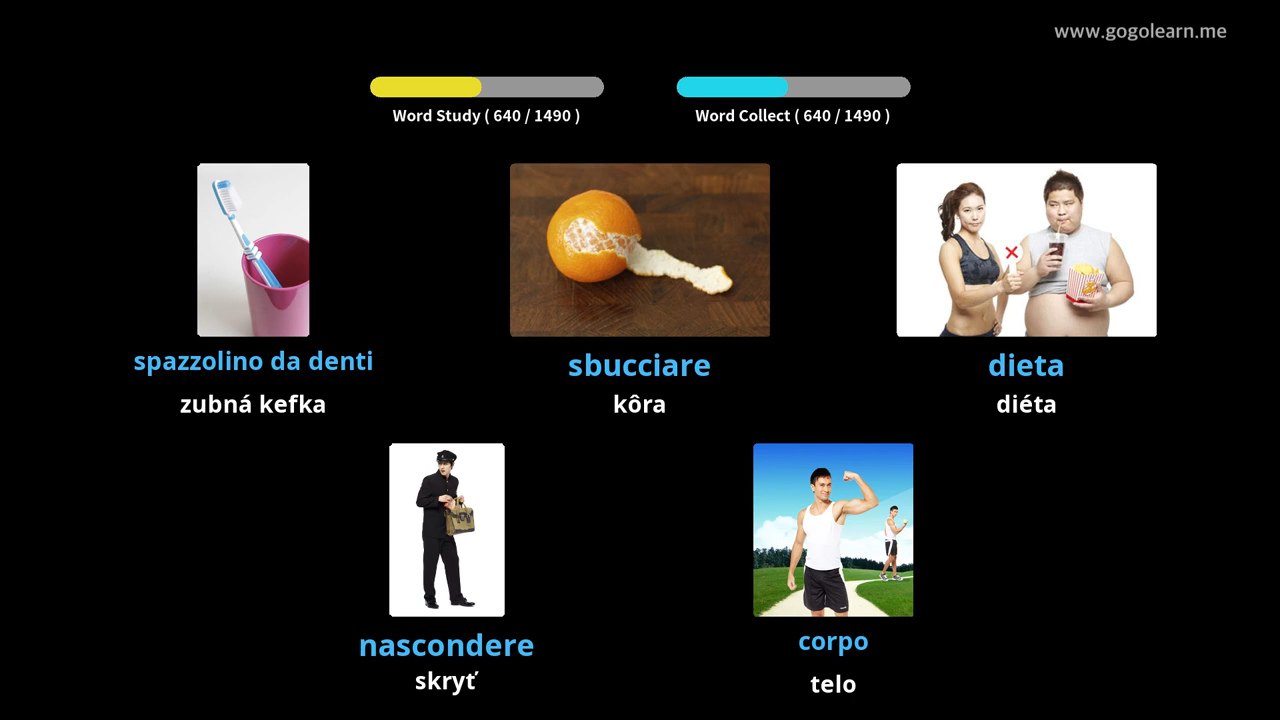 www.gogolearn.me
Word Study ( 640 / 1490 )
Word Collect ( 640 / 1490 )
spazzolino da denti
zubná kefka
sbucciare
kôra
dieta
diéta
nascondere
skryť
corpo
telo